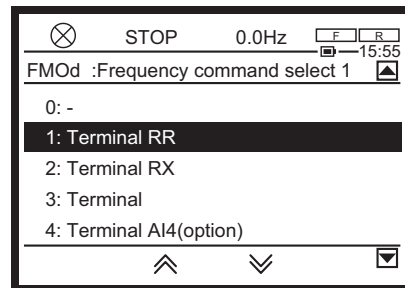 STOP 0.0Hz F R
15:55
FMOd :Frequency command select 1
0: -
1: Terminal RR
2: Terminal RX
3: Terminal
4: Terminal AI4(option)